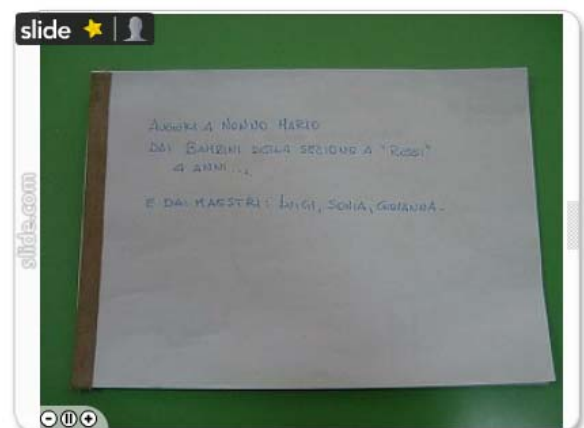 slide
AUGURI A NONNO MARIO
DAI BAMBINI DELLA SEZIONE A "ROSSI"
4 ANNI...
E DAI MAESTRI: LUIGI, SONIA, GIOVANNA.
slide.com